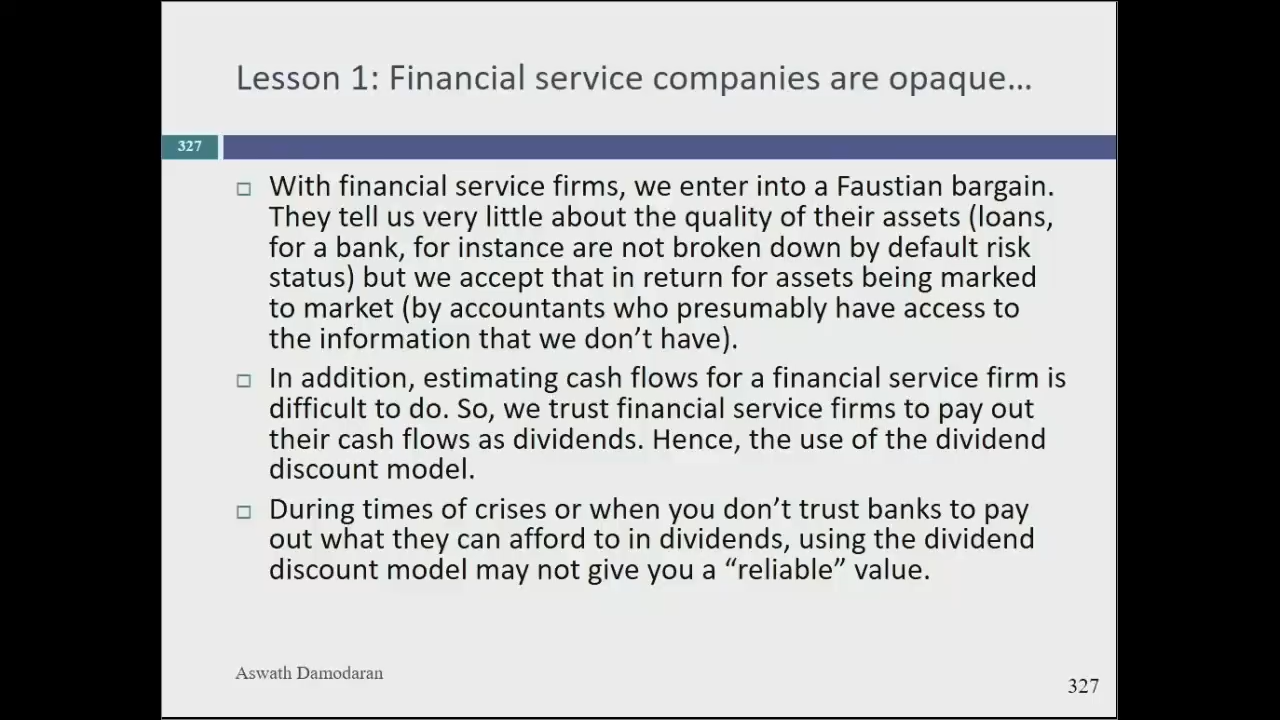 Lesson 1: Financial service companies are opaque…
327
□ With financial service firms, we enter into a Faustian bargain.
They tell us very little about the quality of their assets (loans,
for a bank, for instance are not broken down by default risk
status) but we accept that in return for assets being marked
to market (by accountants who presumably have access to
the information that we don’t have).
□ In addition, estimating cash flows for a financial service firm is
difficult to do. So, we trust financial service firms to pay out
their cash flows as dividends. Hence, the use of the dividend
discount model.
□ During times of crises or when you don’t trust banks to pay
out what they can afford to in dividends, using the dividend
discount model may not give you a “reliable” value.
Aswath Damodaran
327